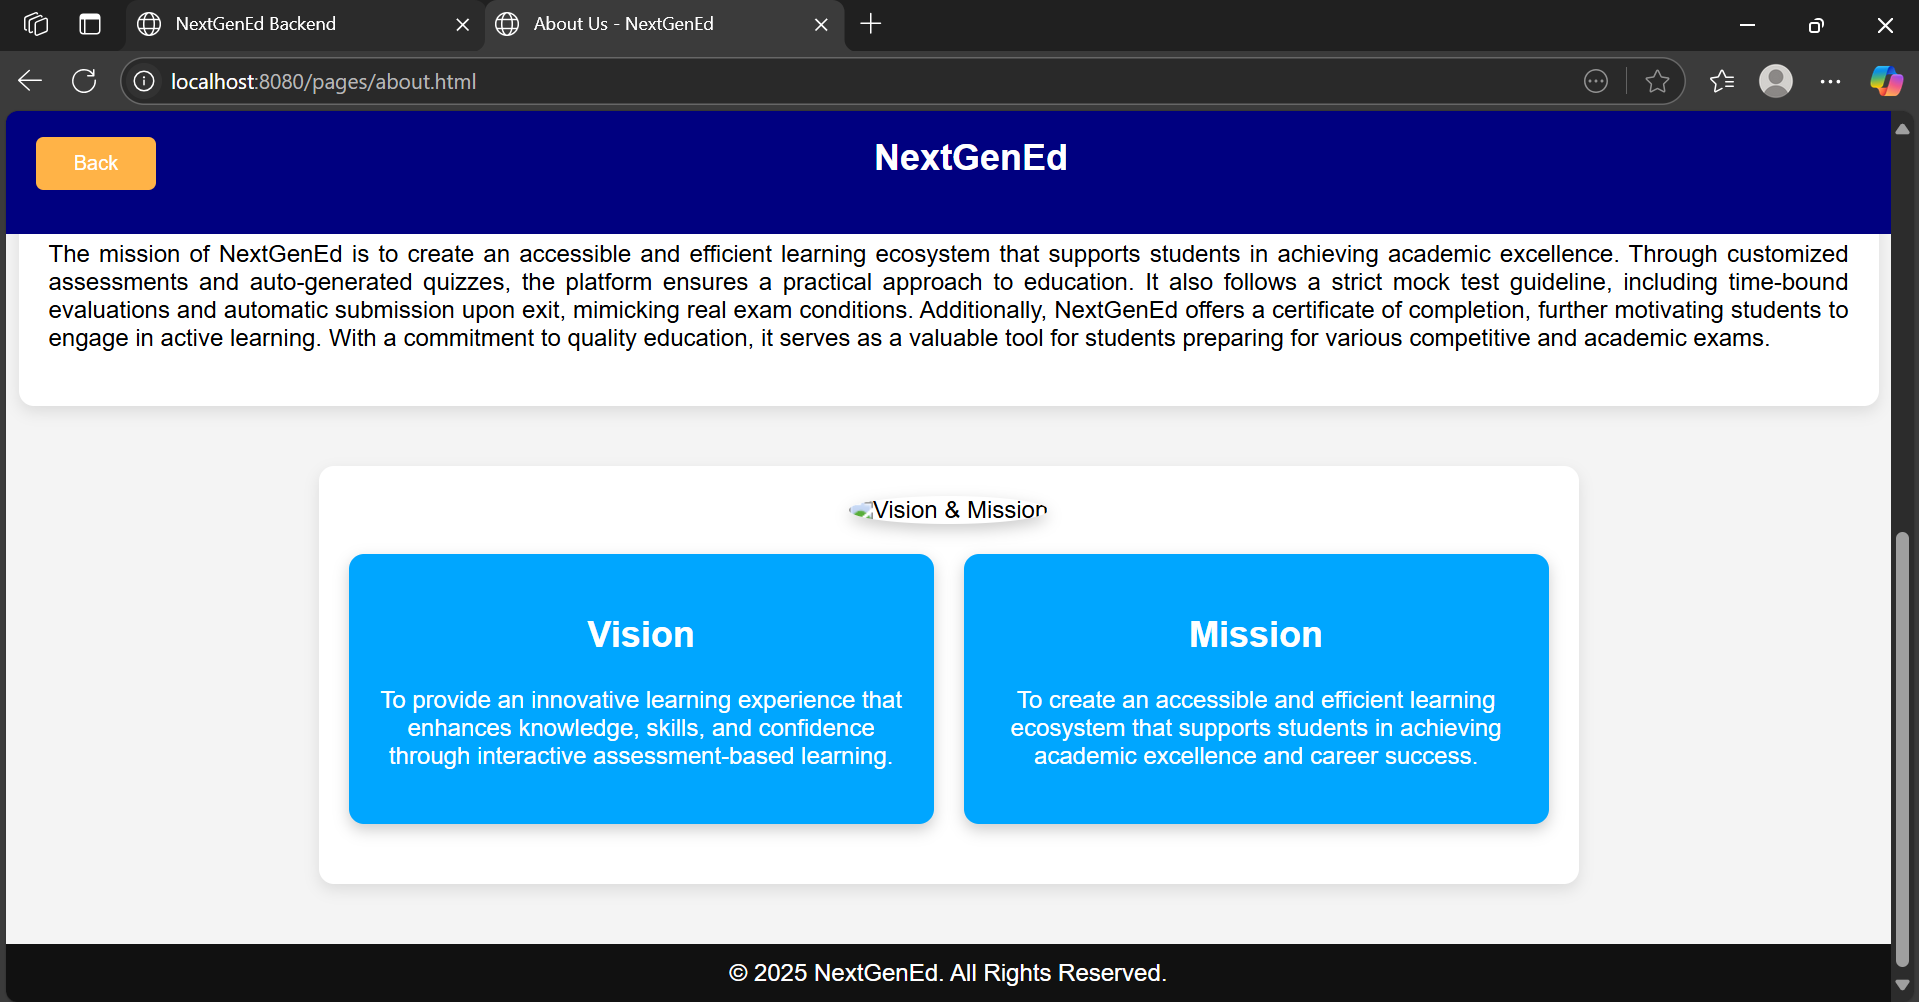 NextGenEd Backend
About Us - NextGenEd
localhost:8080/pages/about.html
Back
NextGenEd
The mission of NextGenEd is to create an accessible and efficient learning ecosystem that supports students in achieving academic excellence. Through customized
assessments and auto-generated quizzes, the platform ensures a practical approach to education. It also follows a strict mock test guideline, including time-bound
evaluations and automatic submission upon exit, mimicking real exam conditions. Additionally, NextGenEd offers a certificate of completion, further motivating students to
engage in active learning. With a commitment to quality education, it serves as a valuable tool for students preparing for various competitive and academic exams.
Vision & Mission
Vision
To provide an innovative learning experience that
enhances knowledge, skills, and confidence
through interactive assessment-based learning.
Mission
To create an accessible and efficient learning
ecosystem that supports students in achieving
academic excellence and career success.
© 2025 NextGenEd. All Rights Reserved.